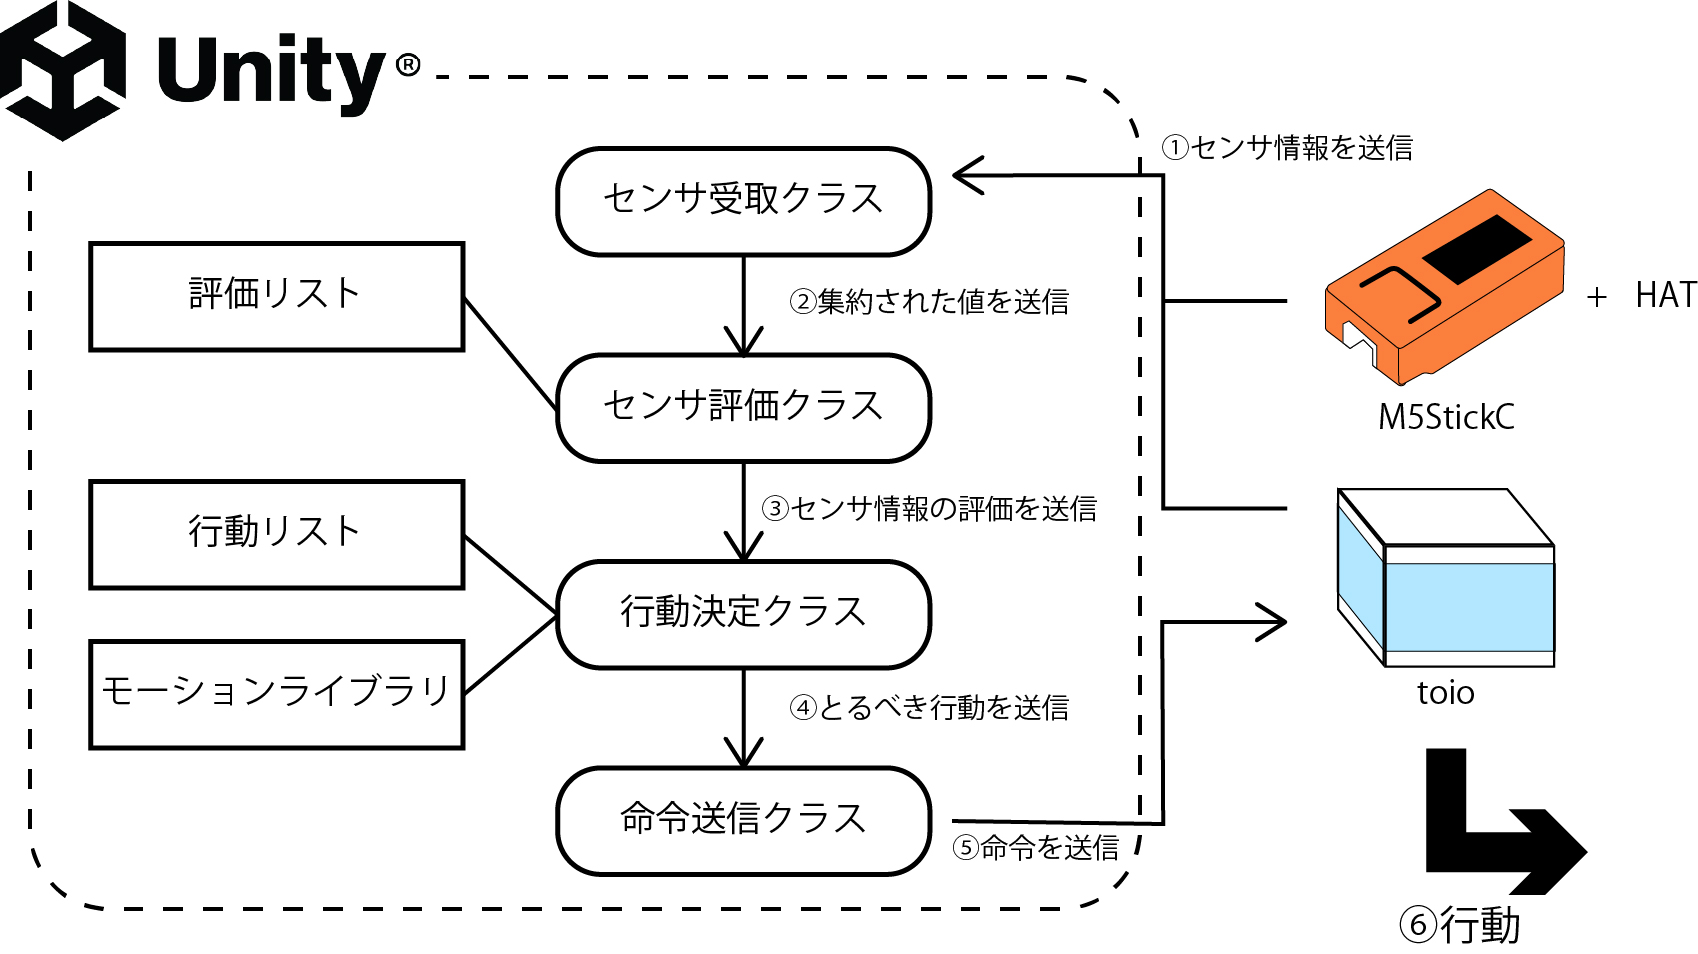 Unity®
①センサ情報を送信
センサ受取クラス
評価リスト
②集約された値を送信
+ HAT
センサ評価クラス
M5StickC
③センサ情報の評価を送信
行動リスト
行動決定クラス
モーションライブラリ
④とるべき行動を送信
toio
命令送信クラス
⑤命令を送信
⑥行動